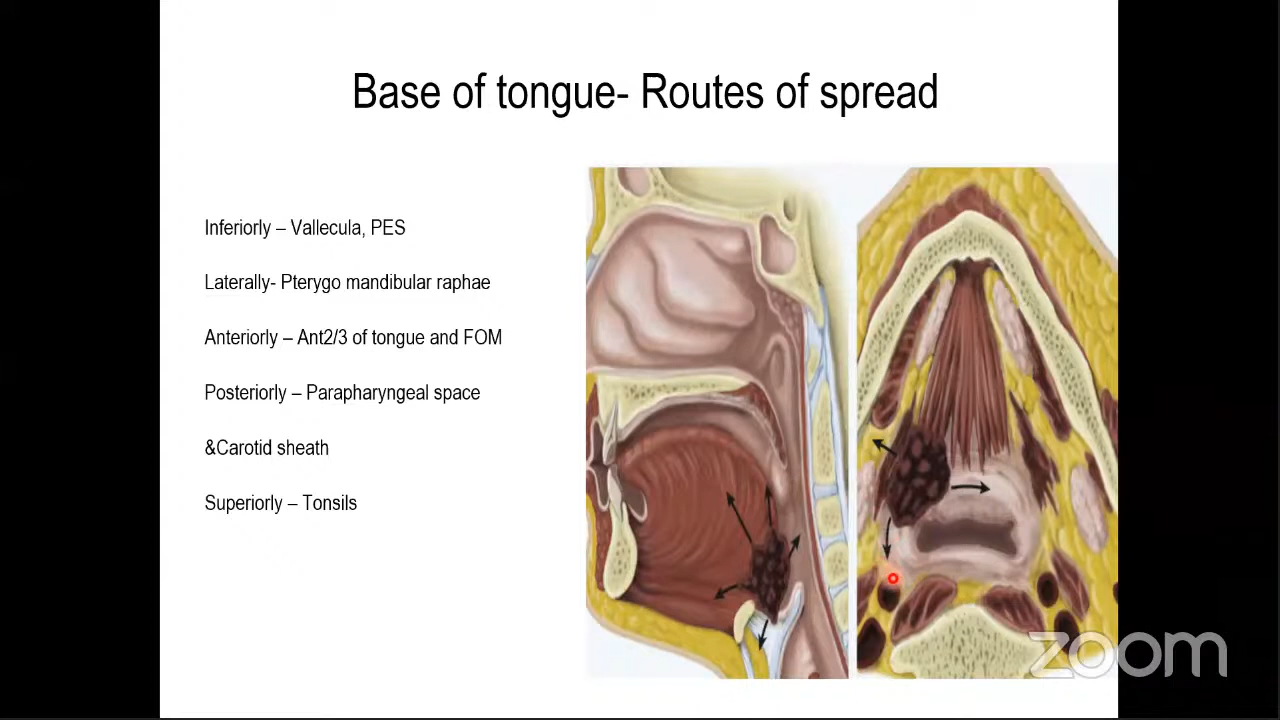 Base of tongue- Routes of spread
Inferiorly – Vallecula, PES
Laterally- Pterygo mandibular raphae
Anteriorly – Ant2/3 of tongue and FOM
Posteriorly – Parapharyngeal space
&Carotid sheath
Superiorly – Tonsils
zoom